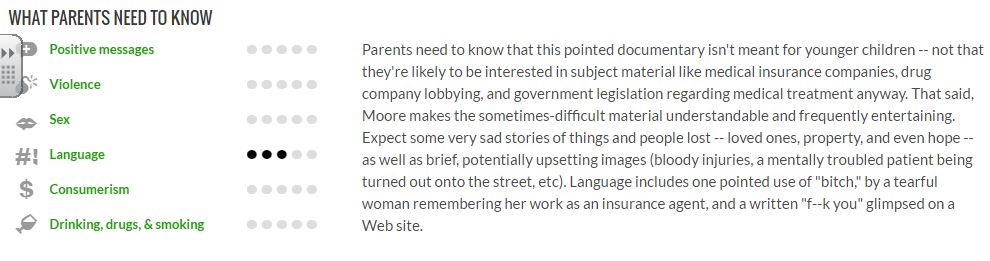 WHAT PARENTS NEED TO KNOW
Positive messages
Violence
Sex
#! Language
$ Consumerism
Drinking, drugs, & smoking
Parents need to know that this pointed documentary isn't meant for younger children -- not that
they're likely to be interested in subject material like medical insurance companies, drug
company lobbying, and government legislation regarding medical treatment anyway. That said,
Moore makes the sometimes-difficult material understandable and frequently entertaining.
Expect some very sad stories of things and people lost -- loved ones, property, and even hope --
as well as brief, potentially upsetting images (bloody injuries, a mentally troubled patient being
turned out onto the street, etc). Language includes one pointed use of "bitch," by a tearful
woman remembering her work as an insurance agent, and a written "f--k you" glimpsed on a
Web site.